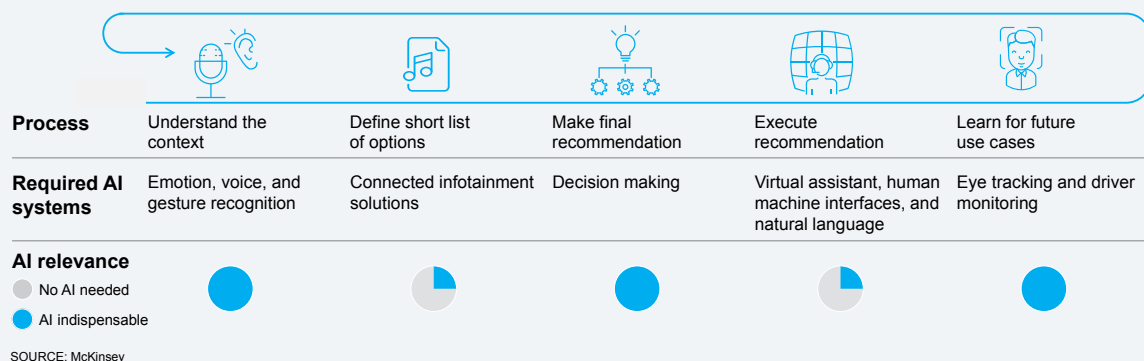 Process
Understand the
context
Define short list
of options
Make final
recommendation
Execute
recommendation
Learn for future
use cases
Required AI
systems
Emotion, voice, and
gesture recognition
Connected infotainment
solutions
Decision making
Virtual assistant, human
machine interfaces, and
natural language
Eye tracking and driver
monitoring
AI relevance
No AI needed
AI indispensable
SOURCE: McKinsey